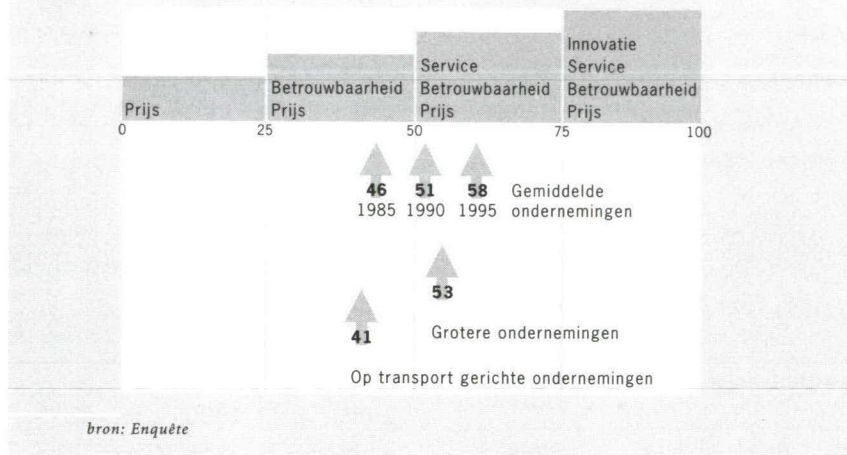 Prijs
Betrouwbaarheid
Prijs
Service
Betrouwbaarheid
Prijs
Innovatie
Service
Betrouwbaarheid
Prijs
0 25 50 75 100
46 51 58 Gemiddelde
1985 1990 1995 ondernemingen
53
Grotere ondernemingen
41
Op transport gerichte ondernemingen
bron: Enquête